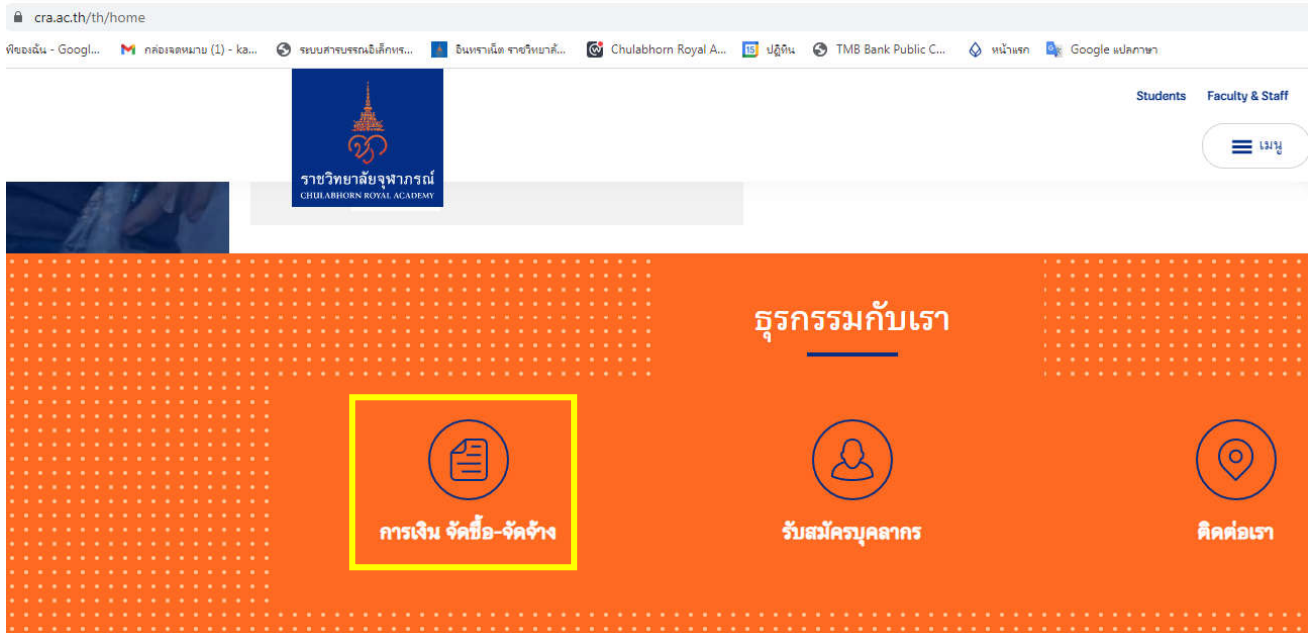 cra.ac.th/th/home
พ์ของฉัน - Googl... กล่องจดหมาย (1) - ka... ระบบสารบรรณอิเล็กทร... อินทราเน็ต ราชวิทยาลั... Chulabhorn Royal A... 15 ปฏิทิน TMB Bank Public C... หน้าแรก Google แปลภาษา
Students Faculty & Staff
เมนู
ราชวิทยาลัยจุฬาภรณ์
CHULABHORN ROYAL ACADEMY
ธุรกรรมกับเรา
การเงิน จัดซื้อ-จัดจ้าง รับสมัครบุคลากร ติดต่อเรา